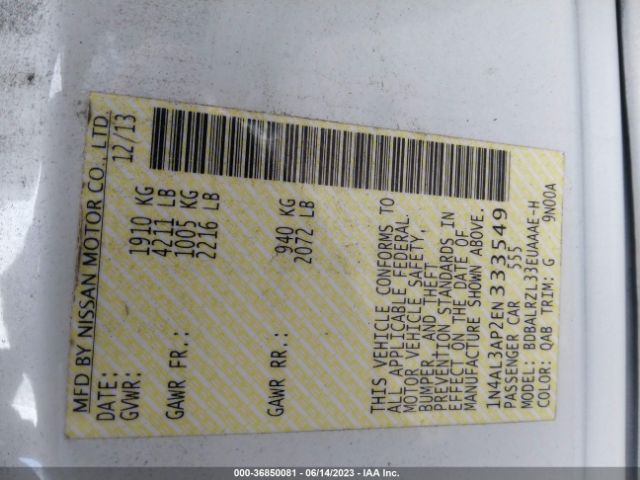 MFD BY NISSAN MOTOR CO., LTD.
DATE: 12/13
GVWR: 1910 KG
4211 LB
GAWR FR.: 1005 KG
2216 LB
GAWR RR.: 940 KG
2072 LB
THIS VEHICLE CONFORMS TO
ALL APPLICABLE FEDERAL
MOTOR VEHICLE SAFETY,
BUMPER, AND THEFT
PREVENTION STANDARDS IN
EFFECT ON THE DATE OF
MANUFACTURE SHOWN ABOVE.
1N4AL3AP2EN333549
PASSENGER CAR 555
MODEL: BDBALRZL33EUAAAE-H
COLOR: QAB TRIM: G 9N00A
000-36850081 - 06/14/2023 - IAA Inc.